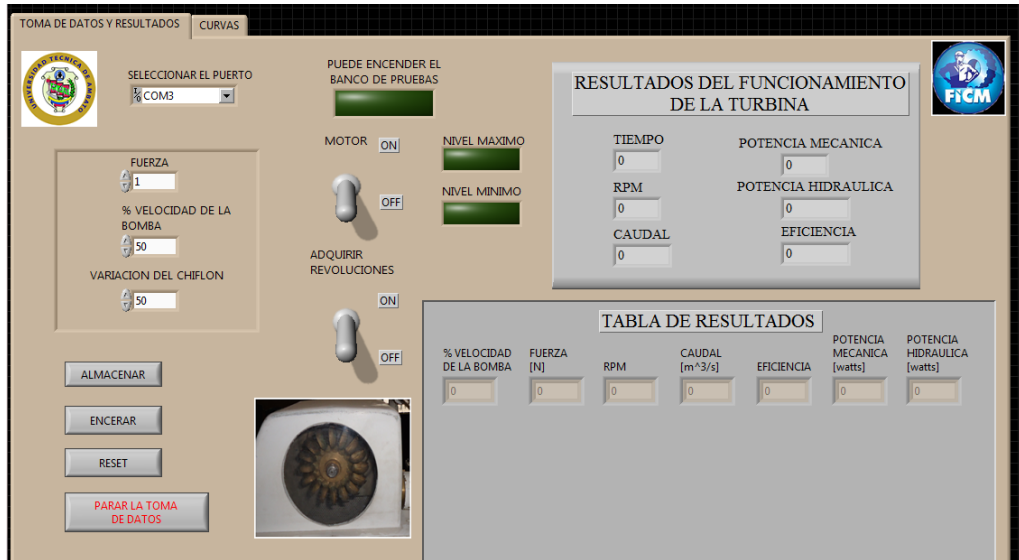 TOMA DE DATOS Y RESULTADOS
CURVAS
UNIVERSIDAD TECNICA DE AMBATO
SELECCIONAR EL PUERTO
COM3
PUEDE ENCENDER EL
BANCO DE PRUEBAS
FICM
FUERZA
1
% VELOCIDAD DE LA
BOMBA
50
VARIACION DEL CHIFLON
50
MOTOR
ON
OFF
NIVEL MAXIMO
NIVEL MINIMO
ADQUIRIR
REVOLUCIONES
ON
OFF
RESULTADOS DEL FUNCIONAMIENTO
DE LA TURBINA
TIEMPO
0
POTENCIA MECANICA
0
RPM
0
POTENCIA HIDRAULICA
0
CAUDAL
0
EFICIENCIA
0
ALMACENAR
ENCERAR
RESET
PARAR LA TOMA
DE DATOS
TABLA DE RESULTADOS
% VELOCIDAD
DE LA BOMBA
0
FUERZA
[N]
0
RPM
0
CAUDAL
[m^3/s]
0
EFICIENCIA
0
POTENCIA
MECANICA
[watts]
0
POTENCIA
HIDRAULICA
[watts]
0